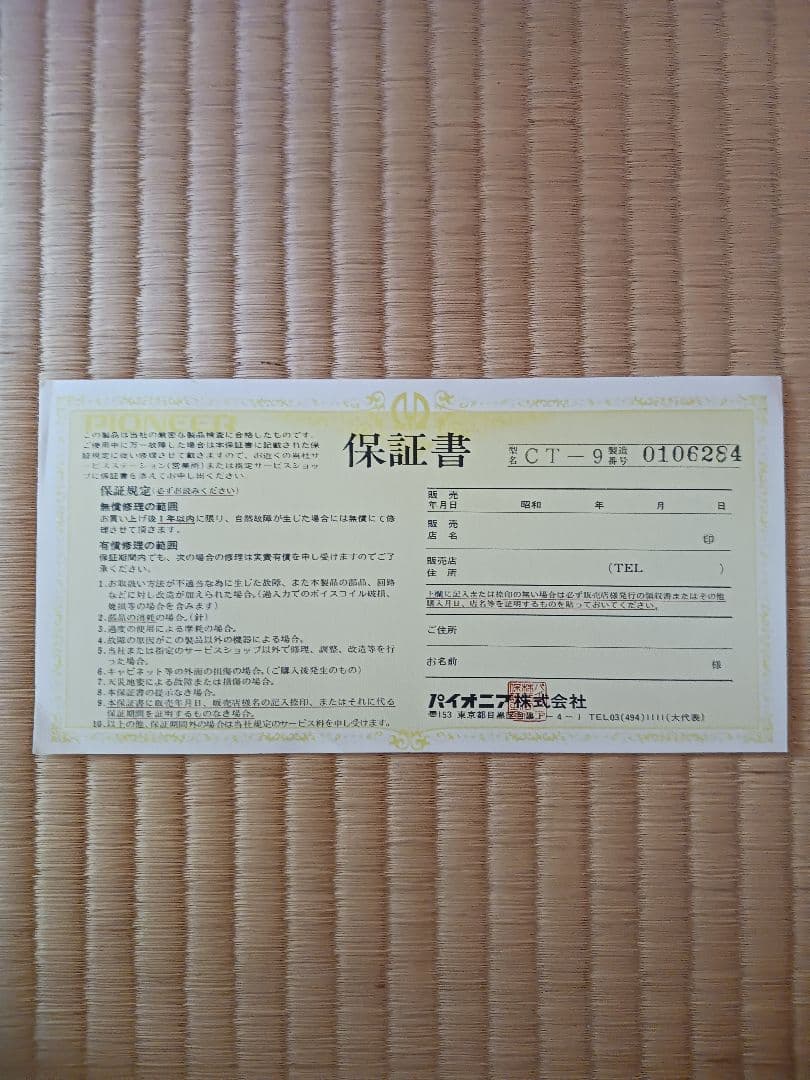 PIONEER
この製品は当社の厳密な製品検査に合格したものです。
ご使用中に万一故障した場合は本保証書に記載された保
証規定に従い修理させて戴きますので、お近くの当社サ
ービスステーション(営業所)または指定サービスショッ
プに保証書を添えてお申し出ください。
保証規定(必ずお読みください)
無償修理の範囲
お買い上げ後1年以内に限り、自然故障が生じた場合には無償にて修
理させて頂きます。
有償修理の範囲
保証期間内でも、次の場合の修理は実費有償を申し受けますのでご了
承ください。
1.お取扱い方法が不適当な為に生じた故障、また本製品の部品、回路
などに対し改造が加えられた場合。(過入力でのボイスコイル破損、
焼損等の場合を含みます)
2.部品の消耗の場合。(針)
3.過度の使用による摩耗の場合。
4.故障の原因がこの製品以外の機器による場合。
5.当社または指定のサービスショップ以外で修理、調整、改造等を行
った場合。
6.キャビネット等の外面の損傷の場合。(ご購入後発生のもの)
7.天災地変による故障または損傷の場合。
8.本保証書の提示なき場合。
9.本保証書に販売年月日、販売店様名の記入捺印、またはそれに代る
保証期間を証明するものなき場合。
10.以上の他、保証期間外の場合は当社規定のサービス料を申し受けます。
保証書
型名 CT-9 製造番号 0106284
販売年月日 昭和 年 月 日
販売店名 印
販売店住所 (TEL )
上欄に記入または捺印の無い場合は必ず販売店様発行の領収書またはその他
購入月日、店名等を証明するものを貼っておいてください。
ご住所
お名前 様
パイオニア株式会社
〒153 東京都目黒区目黒1-4-1 TEL03(494)1111(大代表)